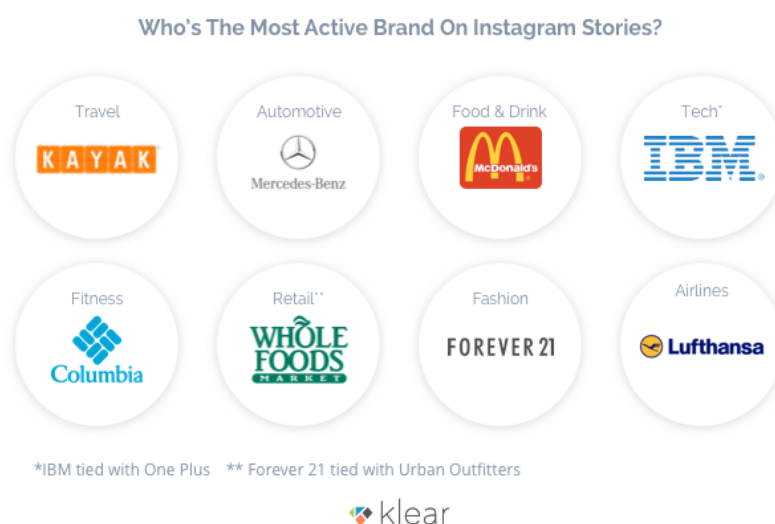 Who's The Most Active Brand On Instagram Stories?
Travel
KAYAK
Automotive
Mercedes-Benz
Food & Drink
McDonald's
Tech*
IBM®
Fitness
Columbia
Retail**
WHOLE
FOODS
MARKET
Fashion
FOREVER 21
Airlines
Lufthansa
*IBM tied with One Plus ** Forever 21 tied with Urban Outfitters
klear